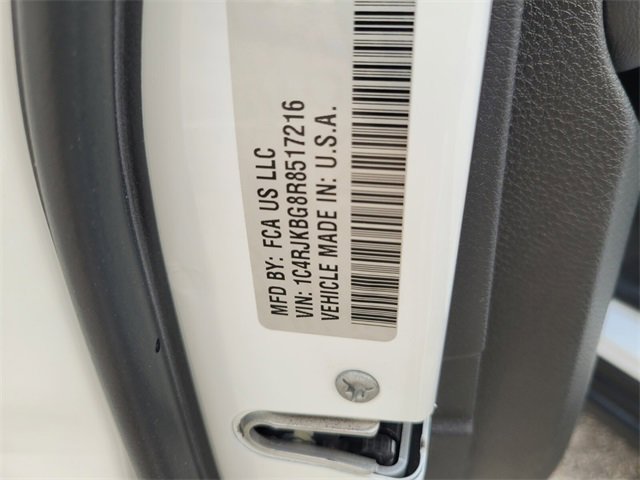 MFD BY: FCA US LLC
VIN: 1C4RJKBG8R8517216
VEHICLE MADE IN: U.S.A.